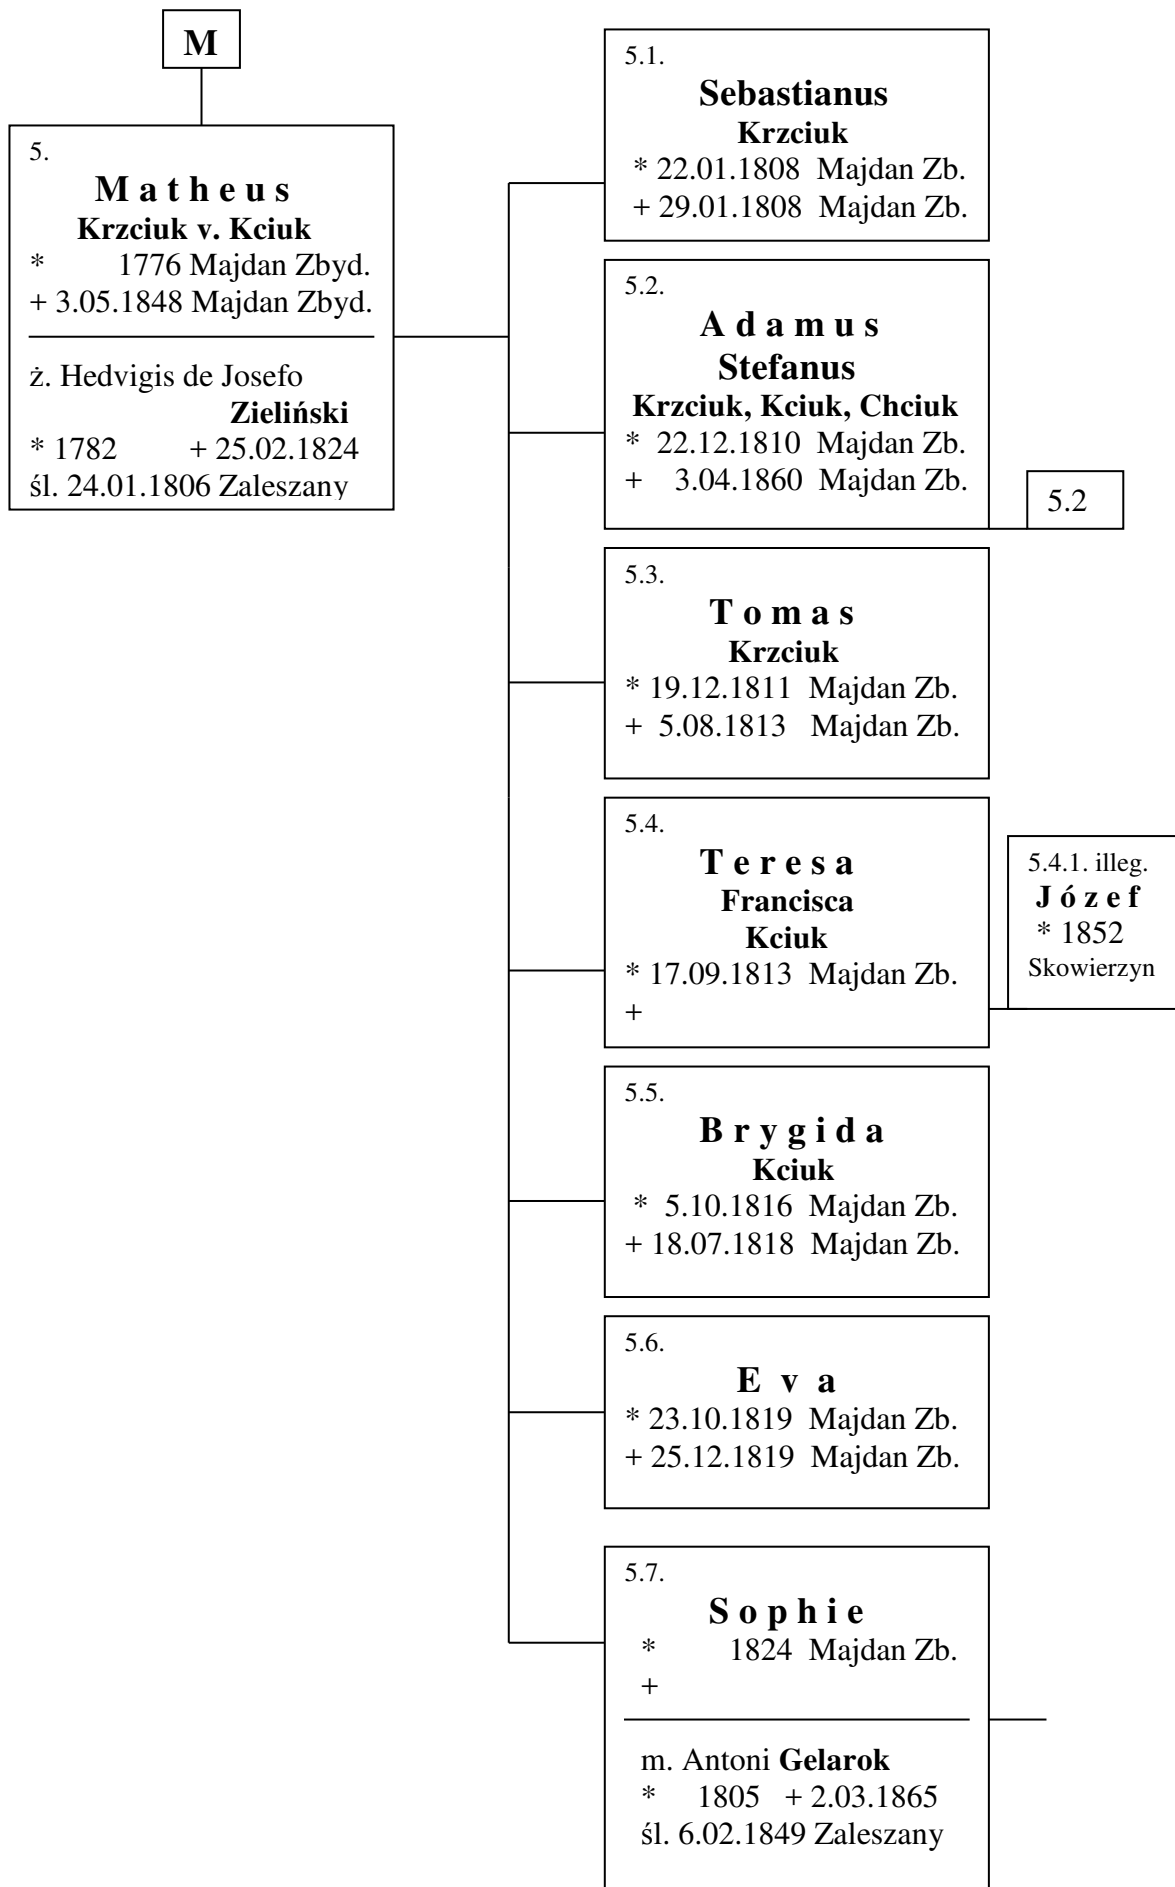 M
5.
M a t h e u s
Krzciuk v. Kciuk
* 1776 Majdan Zbyd.
+ 3.05.1848 Majdan Zbyd.
ż. Hedvigis de Josefo
Zieliński
* 1782 + 25.02.1824
śl. 24.01.1806 Zaleszany
5.1.
Sebastianus
Krzciuk
* 22.01.1808 Majdan Zb.
+ 29.01.1808 Majdan Zb.
5.2.
A d a m u s
Stefanus
Krzciuk, Kciuk, Chciuk
* 22.12.1810 Majdan Zb.
+ 3.04.1860 Majdan Zb.
5.2
5.3.
T o m a s
Krzciuk
* 19.12.1811 Majdan Zb.
+ 5.08.1813 Majdan Zb.
5.4.
T e r e s a
Francisca
Kciuk
* 17.09.1813 Majdan Zb.
+
5.4.1. illeg.
J ó z e f
* 1852
Skowierzyn
5.5.
B r y g i d a
Kciuk
* 5.10.1816 Majdan Zb.
+ 18.07.1818 Majdan Zb.
5.6.
E v a
* 23.10.1819 Majdan Zb.
+ 25.12.1819 Majdan Zb.
5.7.
S o p h i e
* 1824 Majdan Zb.
+
m. Antoni Gelarok
* 1805 + 2.03.1865
śl. 6.02.1849 Zaleszany